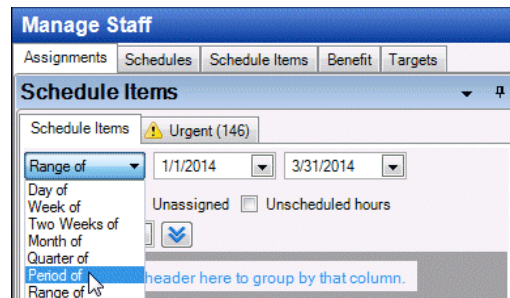 Manage Staff
Assignments Schedules Schedule Items Benefit Targets
Schedule Items
Schedule Items Urgent (146)
Range of 1/1/2014 3/31/2014
Day of
Week of Unassigned Unscheduled hours
Two Weeks of
Month of
Quarter of
Period of header here to group by that column.
Range of